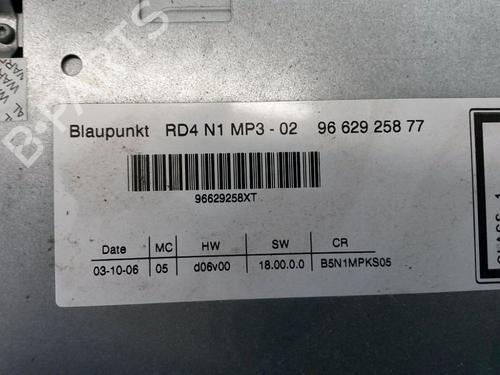 Blaupunkt RD4 N1 MP3 - 02 96 629 258 77
96629258XT
Date MC HW SW CR
03-10-06 05 d06v00 18.00.0.0 B5N1MPKS05
B-PARTS